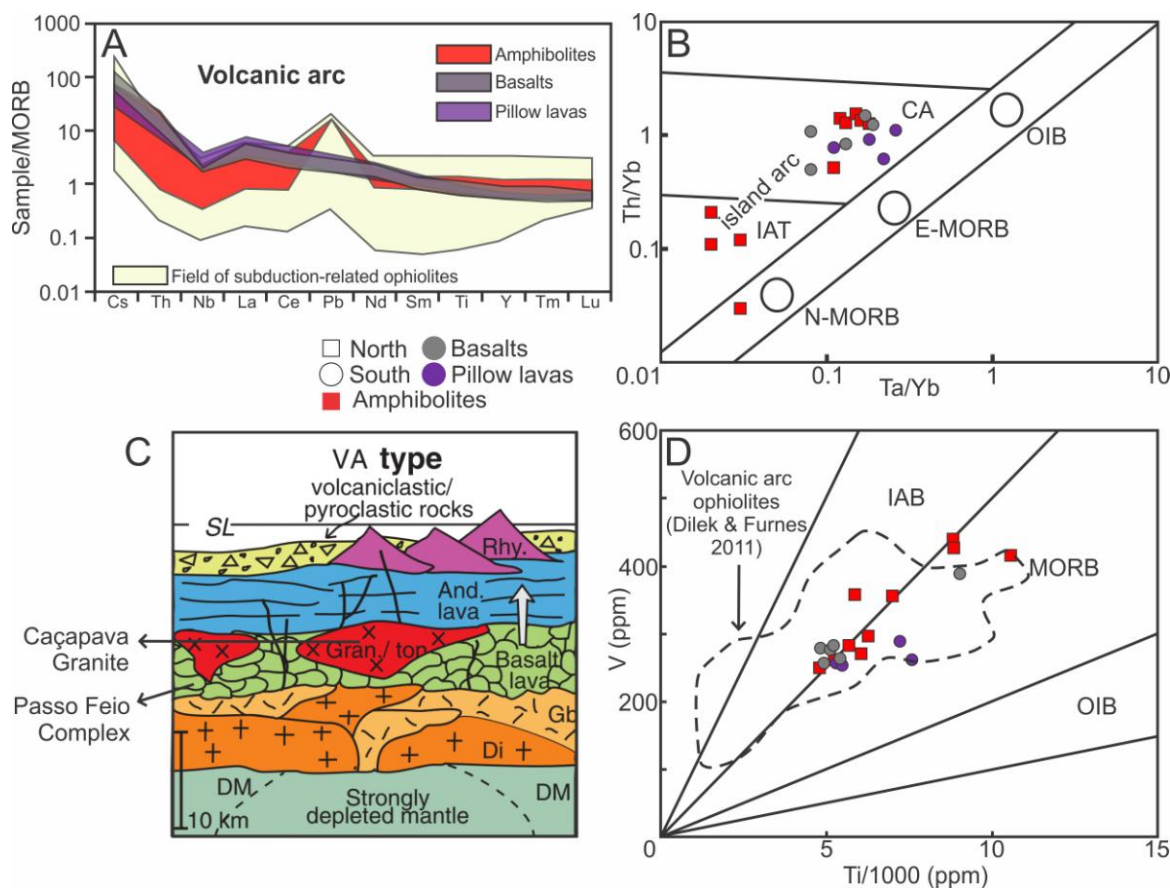 A
Volcanic arc
Amphibolites
Basalts
Pillow lavas
Field of subduction-related ophiolites
Sample/MORB
1000
100
10
1
0.1
0.01
Cs Th Nb La Ce Pb Nd Sm Ti Y Tm Lu
B
Th/Yb
10
1
0.1
0.01
0.1
1
10
Ta/Yb
CA
island arc
IAT
OIB
E-MORB
N-MORB
North
South
Amphibolites
Basalts
Pillow lavas
C
VA type
volcaniclastic/
pyroclastic rocks
SL
Rhy.
And.
lava
Gran./ ton
Basalt
lava
Gb
Di
DM
DM
Strongly
depleted mantle
10 km
Caçapava
Granite
Passo Feio
Complex
D
V (ppm)
600
400
200
0
5
10
15
Ti/1000 (ppm)
Volcanic arc
ophiolites
(Dilek & Furnes
2011)
IAB
MORB
OIB